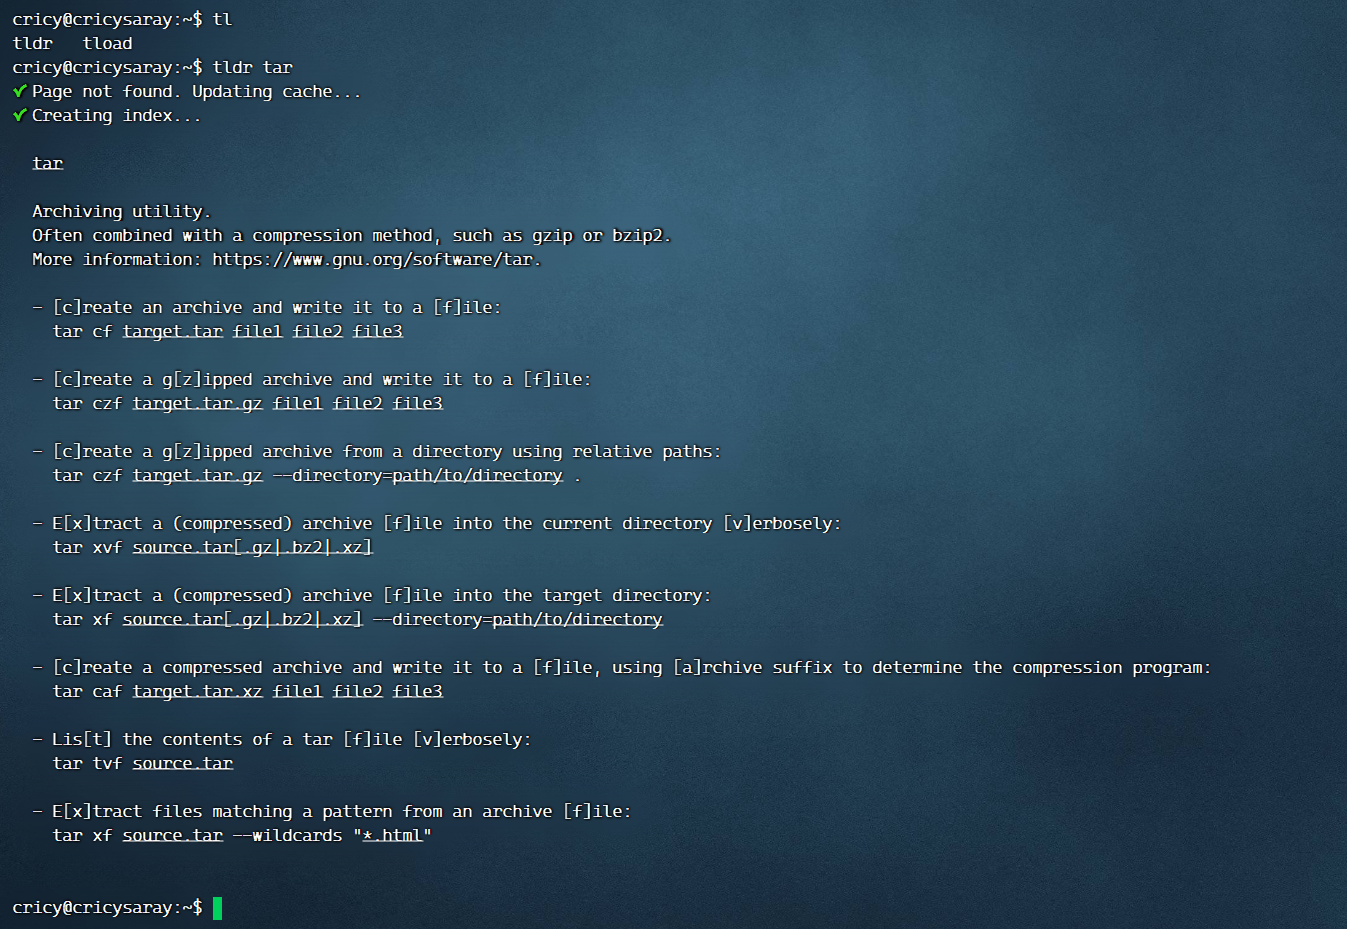 cricy@cricysaray:~$ tl
tldr   tload
cricy@cricysaray:~$ tldr tar
✔ Page not found. Updating cache...
✔ Creating index...

  tar

  Archiving utility.
  Often combined with a compression method, such as gzip or bzip2.
  More information: https://www.gnu.org/software/tar.

  - [c]reate an archive and write it to a [f]ile:
    tar cf target.tar file1 file2 file3

  - [c]reate a g[z]ipped archive and write it to a [f]ile:
    tar czf target.tar.gz file1 file2 file3

  - [c]reate a g[z]ipped archive from a directory using relative paths:
    tar czf target.tar.gz --directory=path/to/directory .

  - E[x]tract a (compressed) archive [f]ile into the current directory [v]erbosely:
    tar xvf source.tar[.gz|.bz2|.xz]

  - E[x]tract a (compressed) archive [f]ile into the target directory:
    tar xf source.tar[.gz|.bz2|.xz] --directory=path/to/directory

  - [c]reate a compressed archive and write it to a [f]ile, using [a]rchive suffix to determine the compression program:
    tar caf target.tar.xz file1 file2 file3

  - Lis[t] the contents of a tar [f]ile [v]erbosely:
    tar tvf source.tar

  - E[x]tract files matching a pattern from an archive [f]ile:
    tar xf source.tar --wildcards "*.html"

cricy@cricysaray:~$